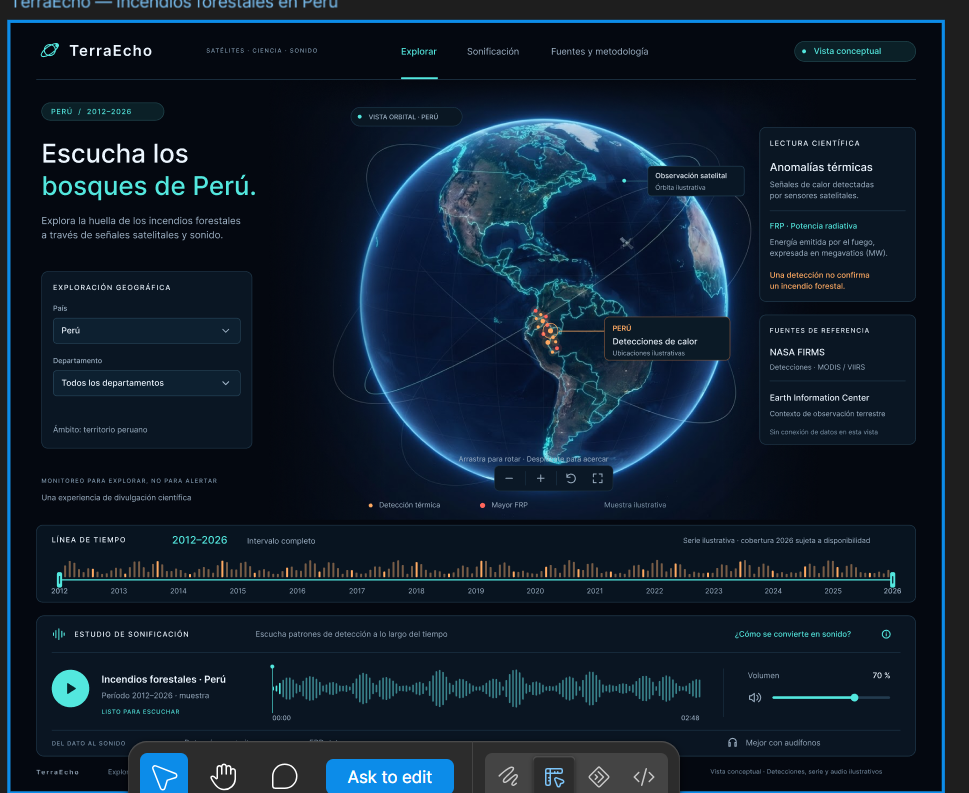 TerraEcho — Incendios forestales en Perú
TerraEcho
SATÉLITES · CIENCIA · SONIDO
Explorar
Sonificación
Fuentes y metodología
Vista conceptual
PERÚ / 2012–2026
Escucha los
bosques de Perú.
Explora la huella de los incendios forestales
a través de señales satelitales y sonido.
EXPLORACIÓN GEOGRÁFICA
País
Perú
Departamento
Todos los departamentos
Ámbito: territorio peruano
MONITOREO PARA EXPLORAR, NO PARA ALERTAR
Una experiencia de divulgación científica
VISTA ORBITAL · PERÚ
Observación satelital
Órbita ilustrativa
PERÚ
Detecciones de calor
Ubicaciones ilustrativas
Arrastra para rotar · Desplázate para acercar
Detección térmica
Mayor FRP
Muestra ilustrativa
LECTURA CIENTÍFICA
Anomalías térmicas
Señales de calor detectadas
por sensores satelitales.
FRP · Potencia radiativa
Energía emitida por el fuego,
expresada en megavatios (MW).
Una detección no confirma
un incendio forestal.
FUENTES DE REFERENCIA
NASA FIRMS
Detecciones · MODIS / VIIRS
Earth Information Center
Contexto de observación terrestre
Sin conexión de datos en esta vista
LÍNEA DE TIEMPO
2012–2026
Intervalo completo
Serie ilustrativa · cobertura 2026 sujeta a disponibilidad
2012 2013 2014 2015 2016 2017 2018 2019 2020 2021 2022 2023 2024 2025 2026
ESTUDIO DE SONIFICACIÓN
Escucha patrones de detección a lo largo del tiempo
¿Cómo se convierte en sonido?
Incendios forestales · Perú
Período 2012–2026 · muestra
LISTO PARA ESCUCHAR
00:00
02:48
Volumen
70 %
DEL DATO AL SONIDO
Mejor con audífonos
TerraEcho
Vista conceptual · Detecciones, serie y audio ilustrativos
Ask to edit